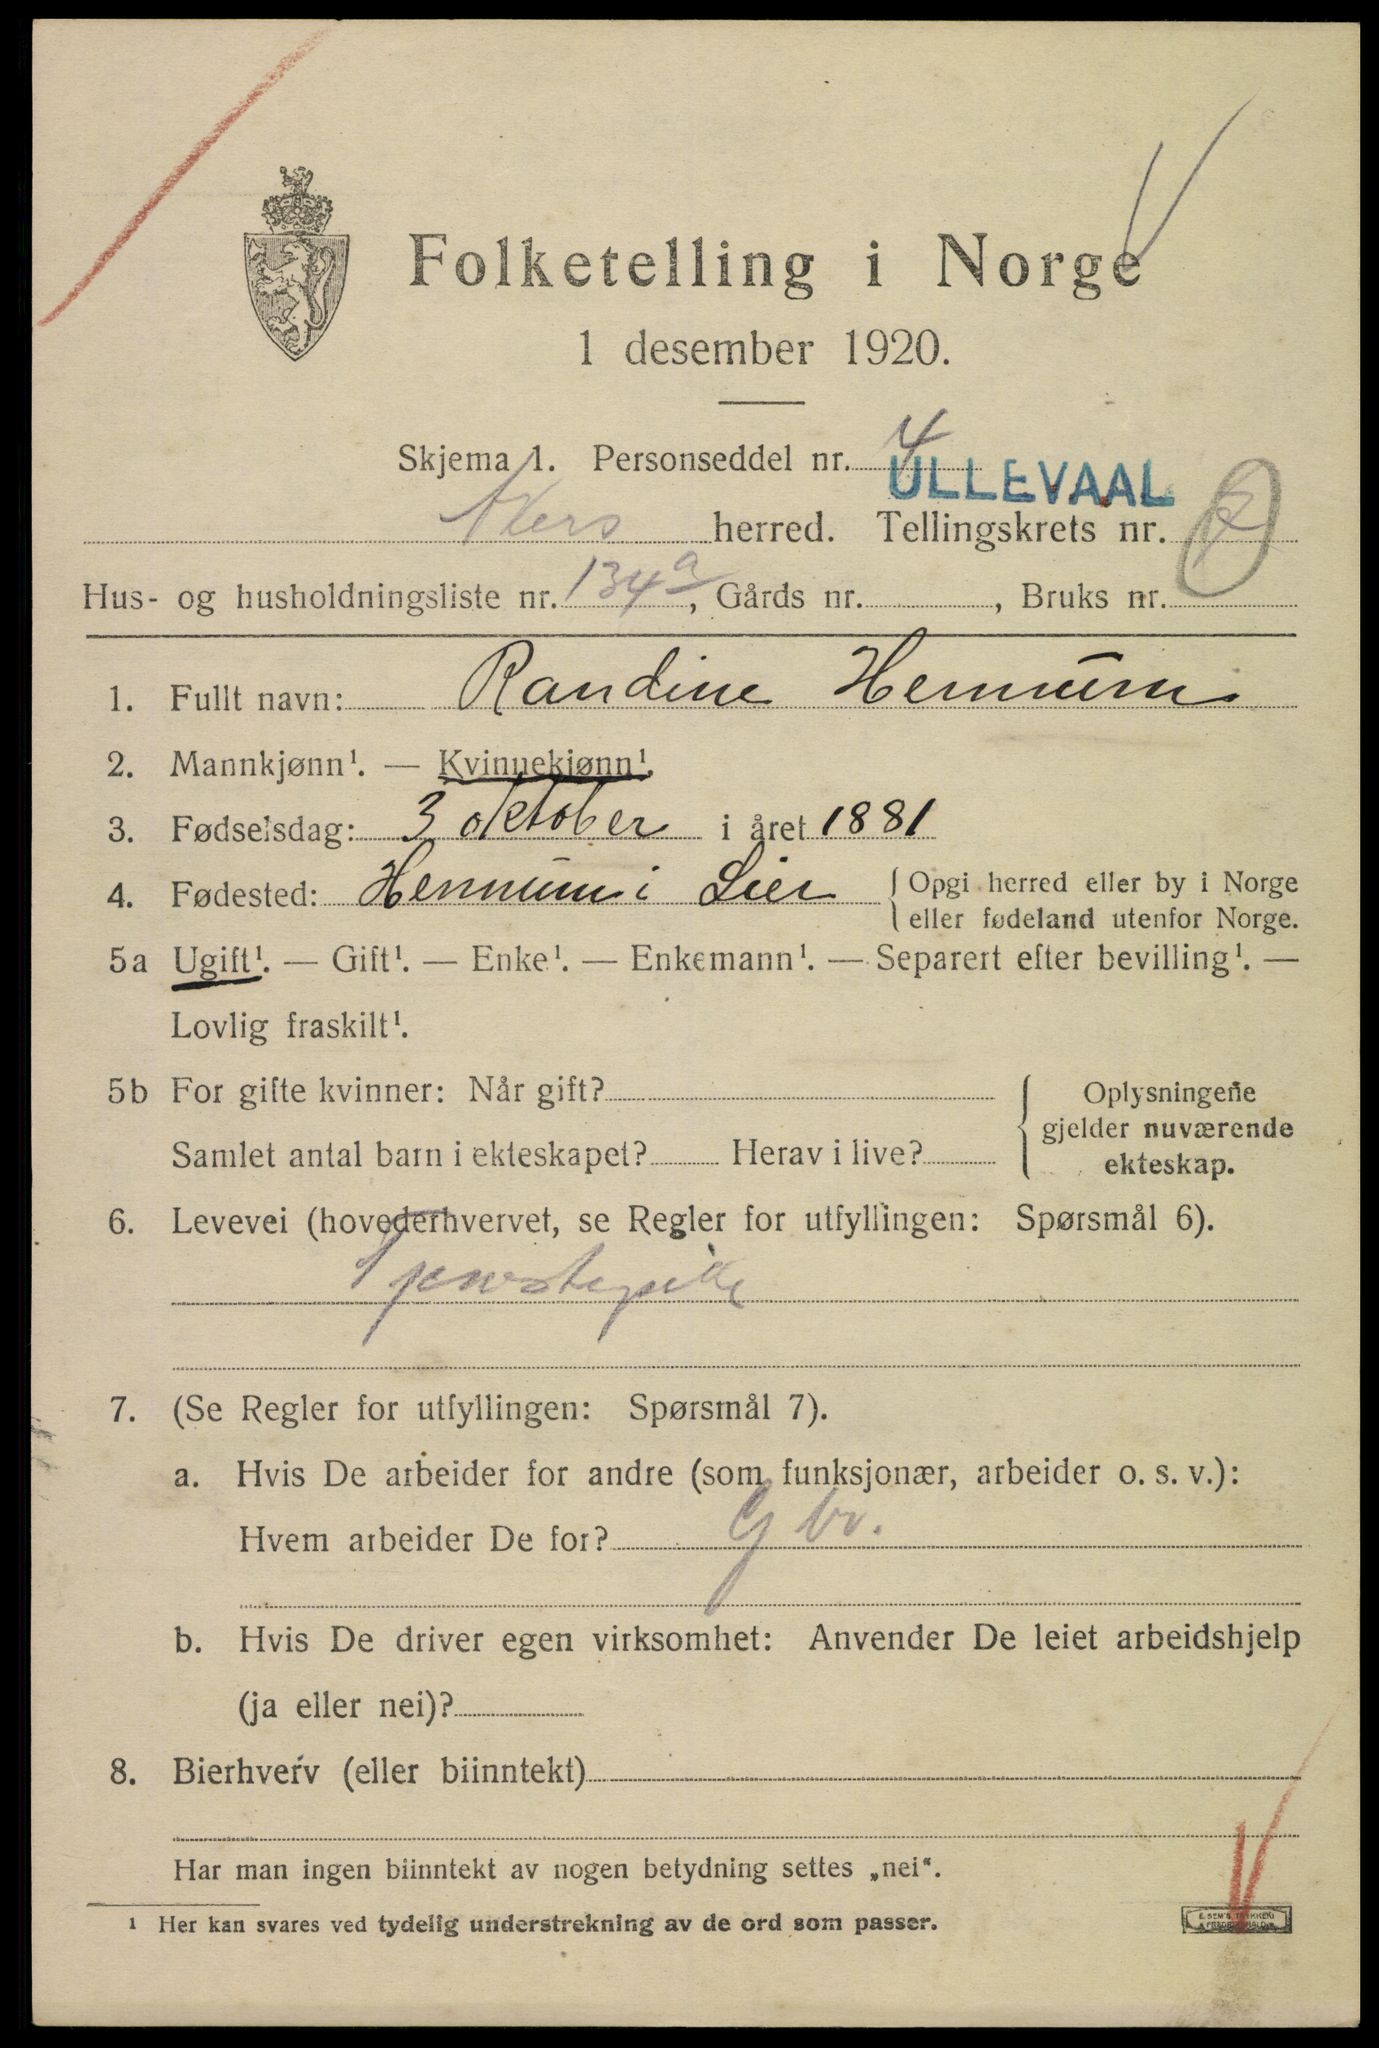 Folketelling i Norge
1 desember 1920.
Skjema 1. Personseddel nr. 4
ULLEVAAL
Akers herred. Tellingskrets nr. 7
Hus- og husholdningsliste nr. 134a, Gårds nr. , Bruks nr.
1. Fullt navn: Randine Hennum
2. Mannkjønn¹. — Kvinnekjønn¹.
3. Fødselsdag: 3 oktober i året 1881
4. Fødested: Hennum i Lier { Opgi herred eller by i Norge
eller fødeland utenfor Norge.
5a Ugift¹. — Gift¹. — Enke¹. — Enkemann¹. — Separert efter bevilling¹. —
Lovlig fraskilt¹.
5b For gifte kvinner: Når gift?
Samlet antal barn i ekteskapet? Herav i live?
{ Oplysningene
gjelder nuværende
ekteskap.
6. Levevei (hovederhvervet, se Regler for utfyllingen: Spørsmål 6).
Tjenestepike
7. (Se Regler for utfyllingen: Spørsmål 7).
a. Hvis De arbeider for andre (som funksjonær, arbeider o. s. v.):
Hvem arbeider De for? G br.
b. Hvis De driver egen virksomhet: Anvender De leiet arbeidshjelp
(ja eller nei)?
8. Bierhverv (eller biinntekt)
Har man ingen biinntekt av nogen betydning settes „nei“.
¹ Her kan svares ved tydelig understrekning av de ord som passer.